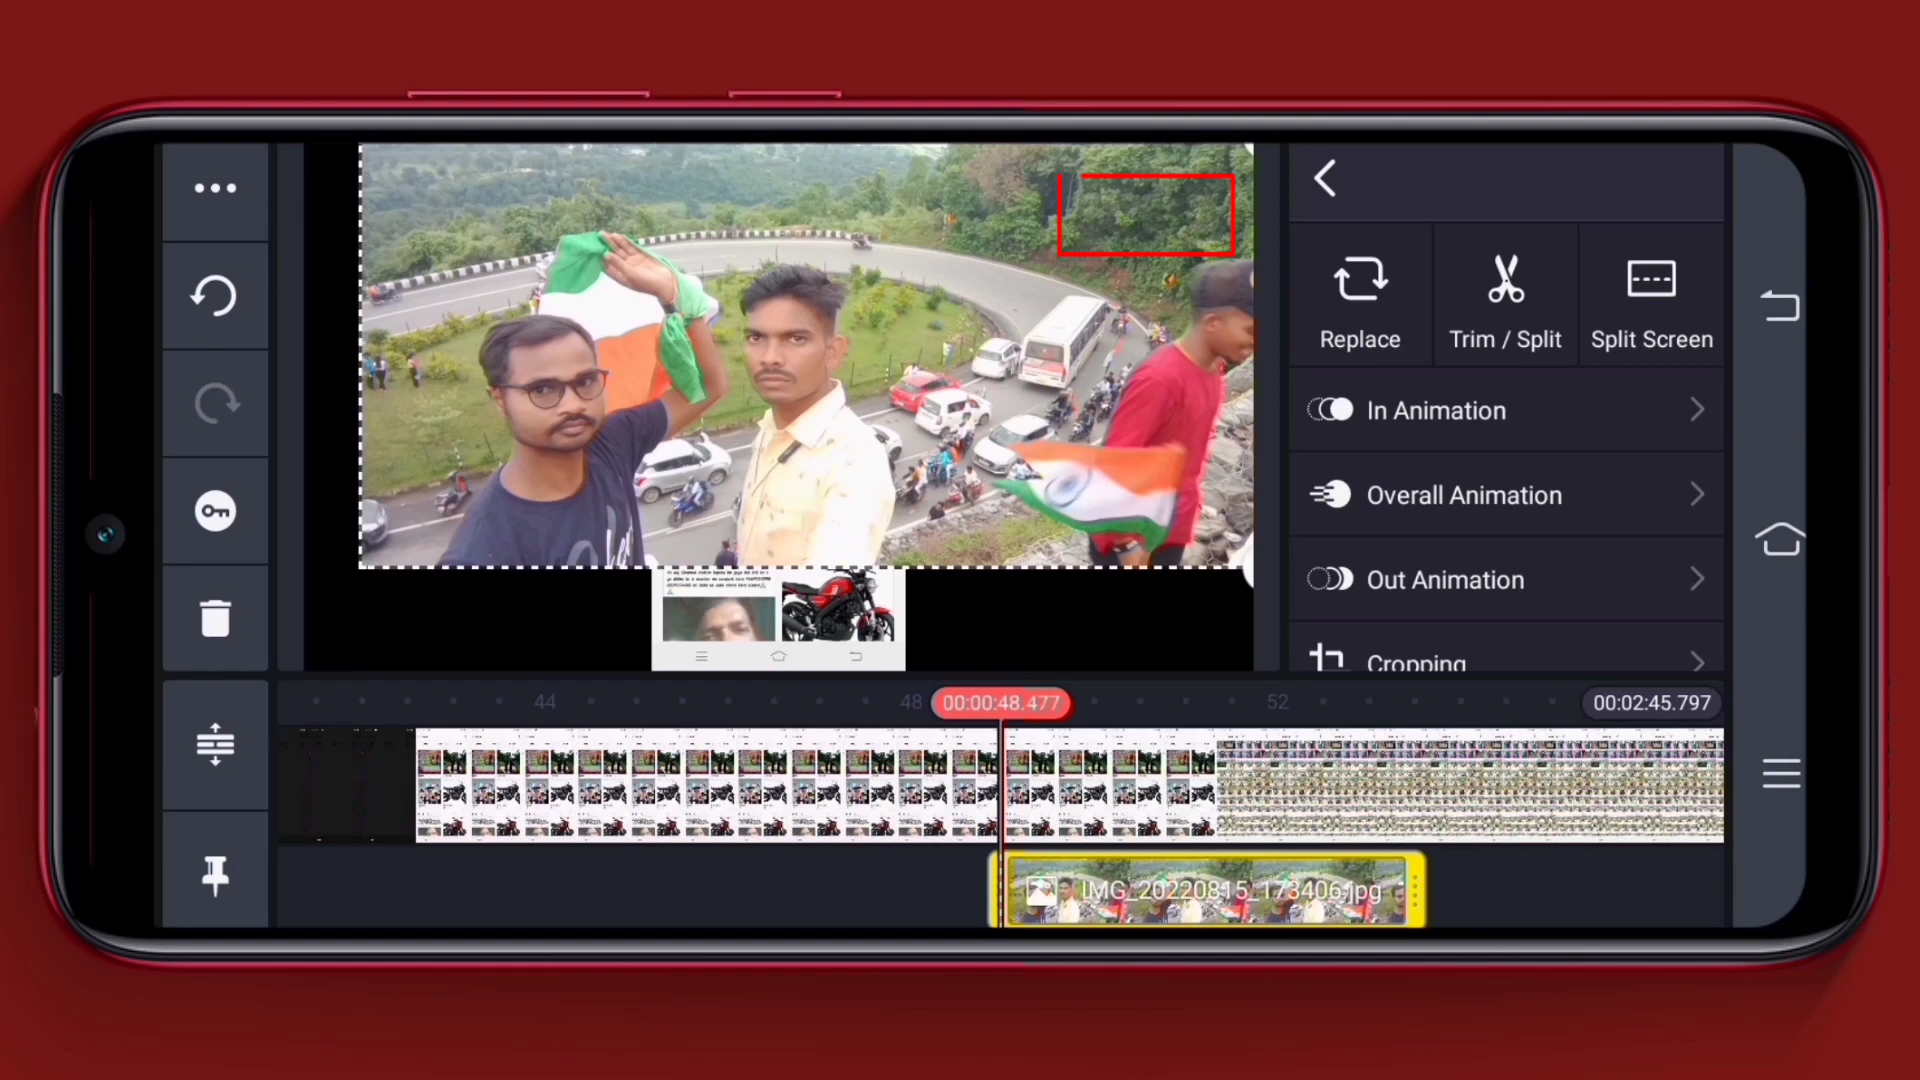 Replace
Trim / Split
Split Screen
In Animation
Overall Animation
Out Animation
Cropping
44
48
00:00:48.477
52
00:02:45.797
IMG_20220815_173406.jpg